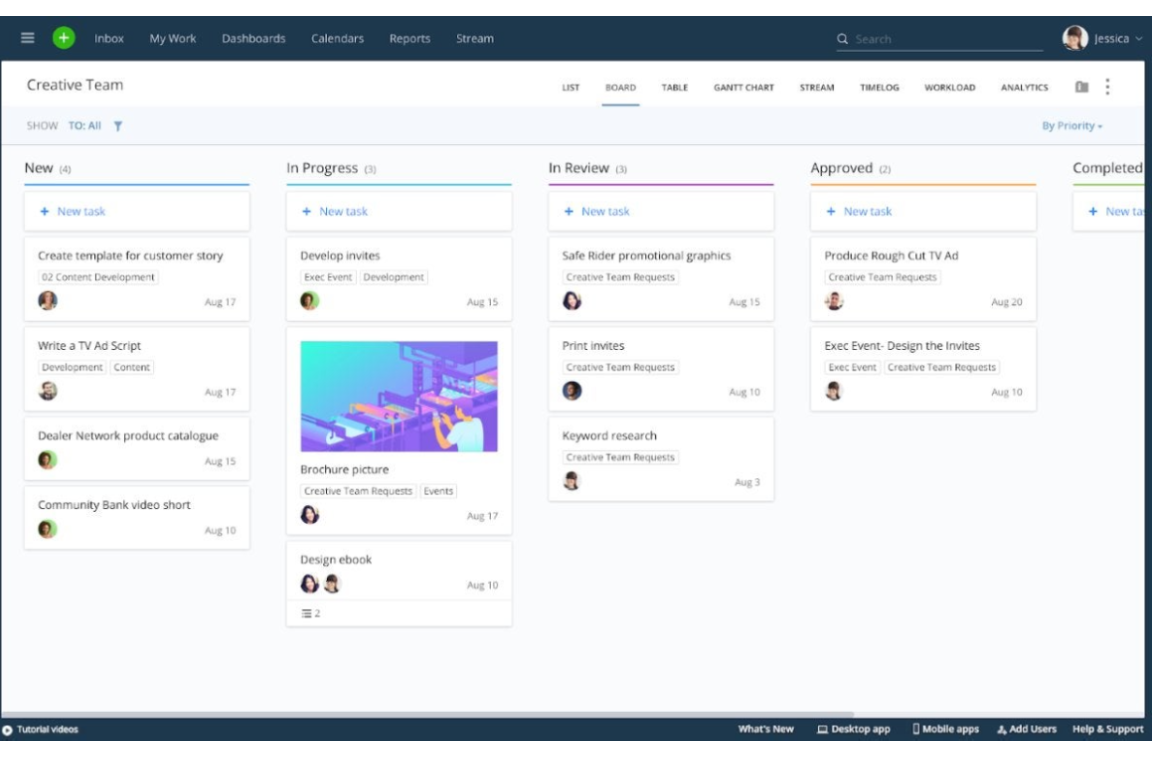 Inbox My Work Dashboards Calendars Reports Stream Search Jessica
Creative Team LIST BOARD TABLE GANTT CHART STREAM TIMELOG WORKLOAD ANALYTICS
SHOW TO: All By Priority
New (4)
+ New task
Create template for customer story
02 Content Development
Aug 17
Write a TV Ad Script
Development Content
Aug 17
Dealer Network product catalogue
Aug 15
Community Bank video short
Aug 10
In Progress (3)
+ New task
Develop invites
Exec Event Development
Aug 15
Brochure picture
Creative Team Requests Events
Aug 17
Design ebook
Aug 10
2
In Review (3)
+ New task
Safe Rider promotional graphics
Creative Team Requests
Aug 15
Print invites
Creative Team Requests
Aug 10
Keyword research
Creative Team Requests
Aug 3
Approved (2)
+ New task
Produce Rough Cut TV Ad
Creative Team Requests
Aug 20
Exec Event- Design the Invites
Exec Event Creative Team Requests
Aug 10
Completed
+ New ta
Tutorial videos What's New Desktop app Mobile apps Add Users Help & Support